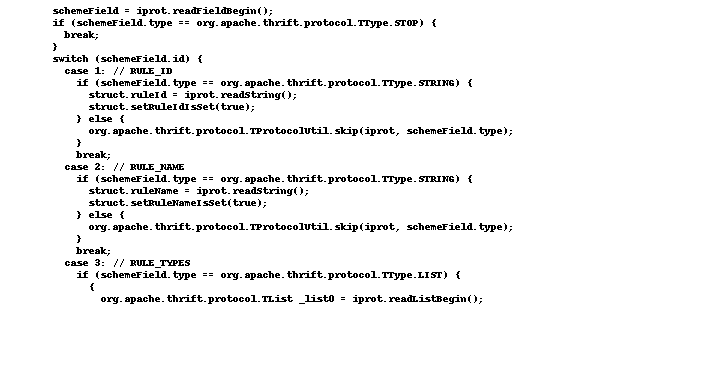 schemeField = iprot.readFieldBegin();
if (schemeField.type == org.apache.thrift.protocol.TType.STOP) {
break;
}
switch (schemeField.id) {
case 1: // RULE_ID
if (schemeField.type == org.apache.thrift.protocol.TType.STRING) {
struct.ruleId = iprot.readString();
struct.setRuleIdIsSet(true);
} else {
org.apache.thrift.protocol.TProtocolUtil.skip(iprot, schemeField.type);
}
break;
case 2: // RULE_NAME
if (schemeField.type == org.apache.thrift.protocol.TType.STRING) {
struct.ruleName = iprot.readString();
struct.setRuleNameIsSet(true);
} else {
org.apache.thrift.protocol.TProtocolUtil.skip(iprot, schemeField.type);
}
break;
case 3: // RULE_TYPES
if (schemeField.type == org.apache.thrift.protocol.TType.LIST) {
{
org.apache.thrift.protocol.TList _list0 = iprot.readListBegin();